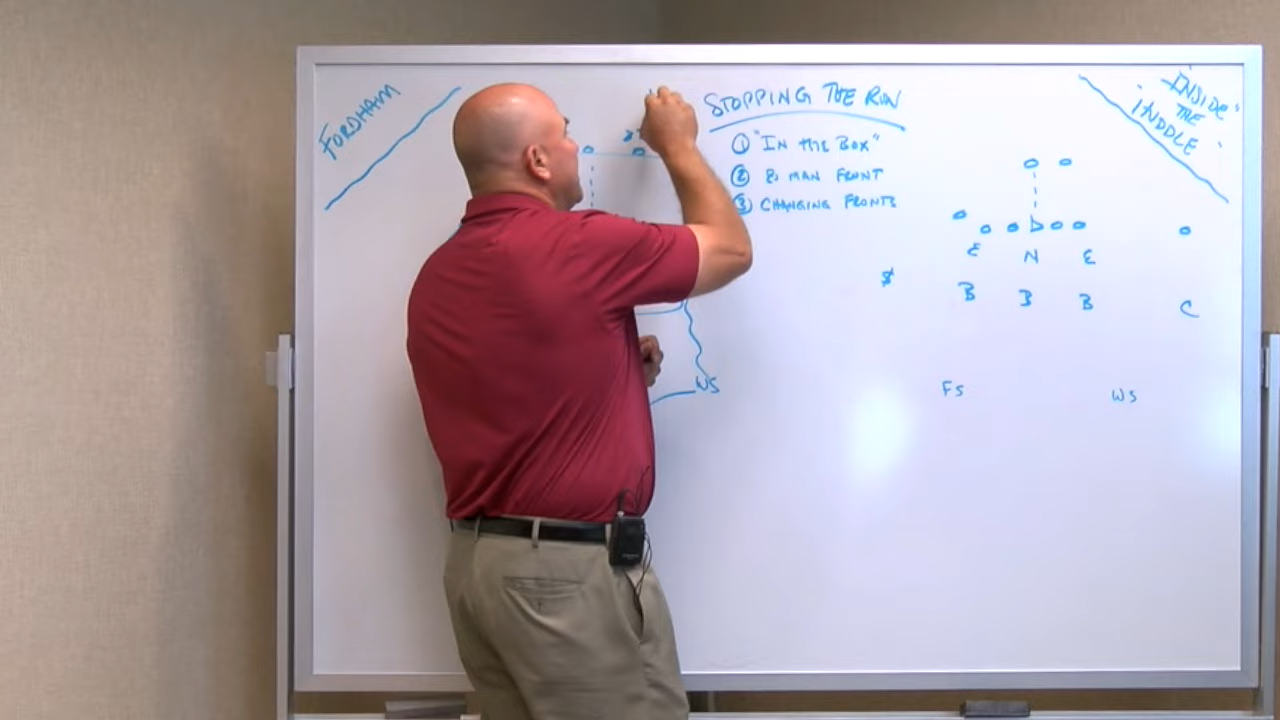 FORDHAM
STOPPING THE RUN
① "IN THE BOX"
② 8 MAN FRONT
③ CHANGING FRONTS
"INSIDE
THE
INDDLE"
E N E
$ B B B C
FS WS
WS